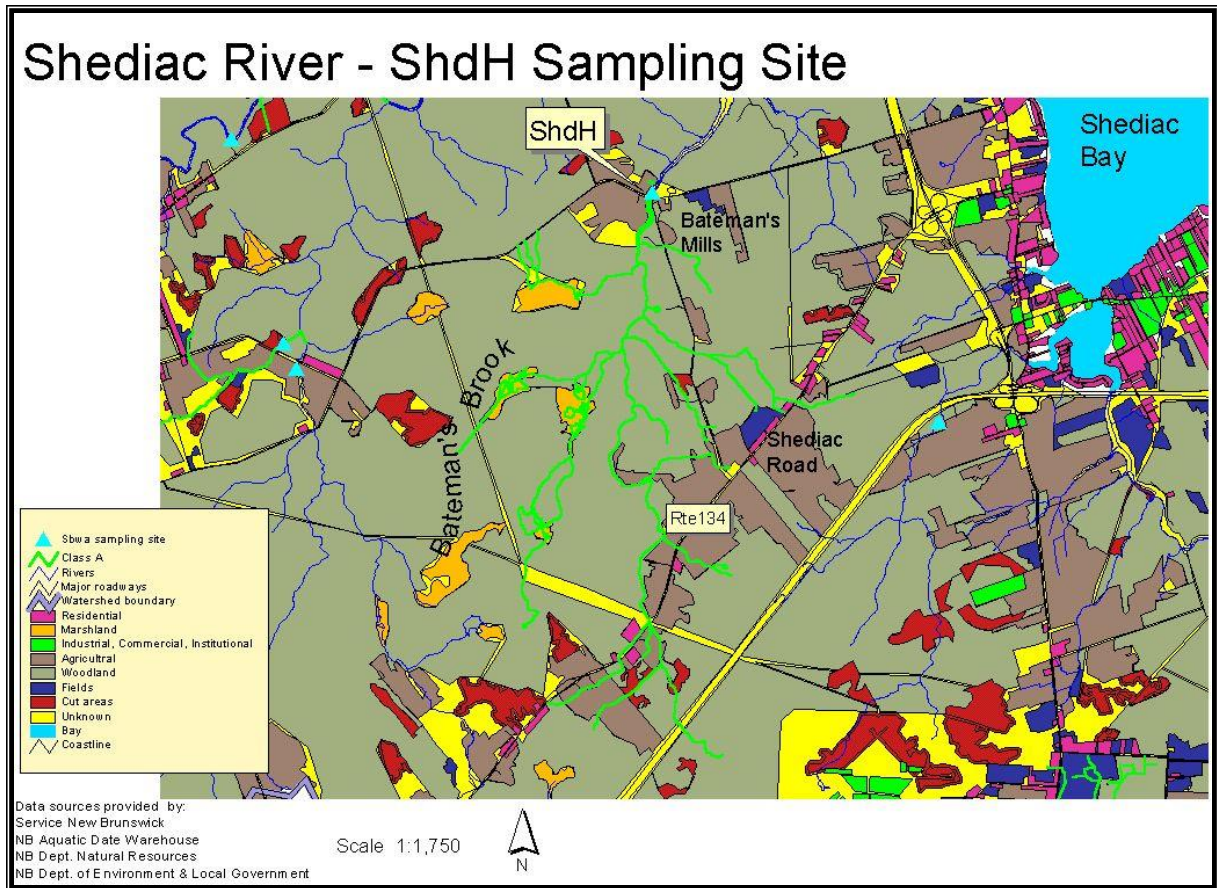 Shediac River - ShdH Sampling Site
ShdH
Shediac
Bay
Bateman's
Mills
Bateman's Brook
Shediac
Road
Rte134
Sbwa sampling site
Class A
Rivers
Major roadways
Watershed boundary
Residential
Marshland
Industrial, Commercial, Institutional
Agricultral
Woodland
Fields
Cut areas
Unknown
Bay
Coastline
Data sources provided by:
Service New Brunswick
NB Aquatic Date Warehouse
NB Dept. Natural Resources
NB Dept. of Environment & Local Government
Scale 1:1,750
N